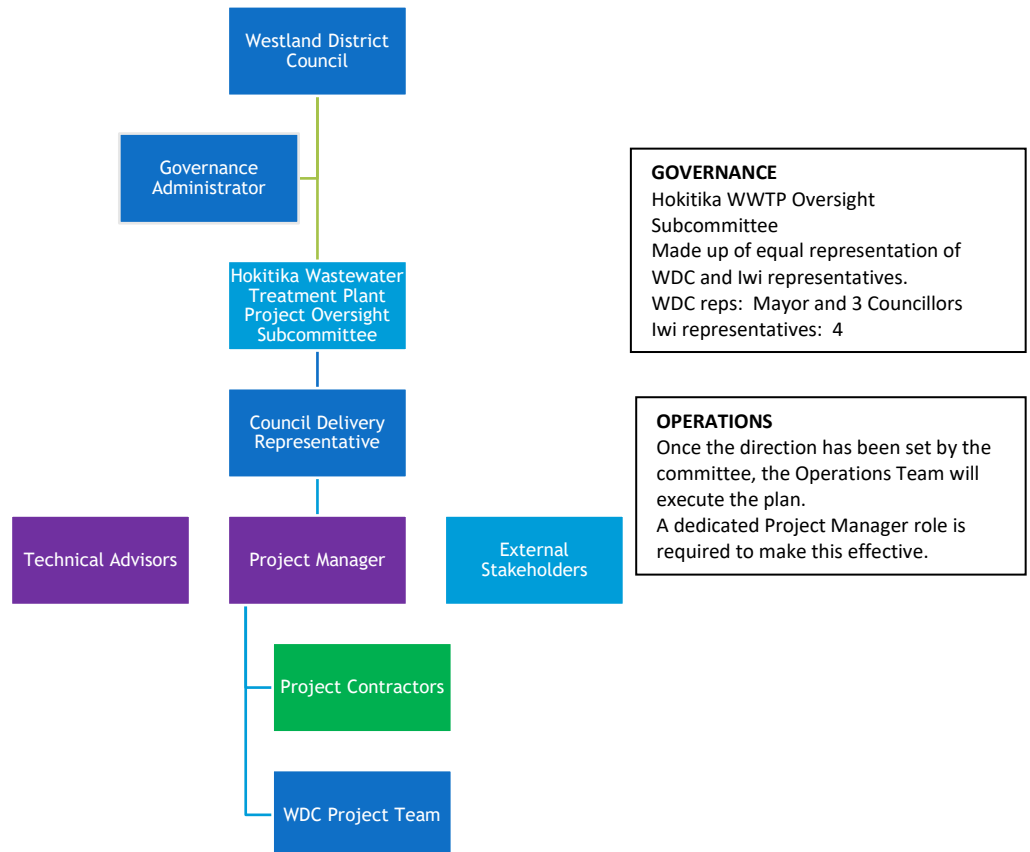 Westland District
Council
Governance
Administrator
Hokitika Wastewater
Treatment Plant
Project Oversight
Subcommittee
Council Delivery
Representative
Technical Advisors
Project Manager
External
Stakeholders
Project Contractors
WDC Project Team
GOVERNANCE
Hokitika WWTP Oversight
Subcommittee
Made up of equal representation of
WDC and Iwi representatives.
WDC reps: Mayor and 3 Councillors
Iwi representatives: 4
OPERATIONS
Once the direction has been set by the
committee, the Operations Team will
execute the plan.
A dedicated Project Manager role is
required to make this effective.